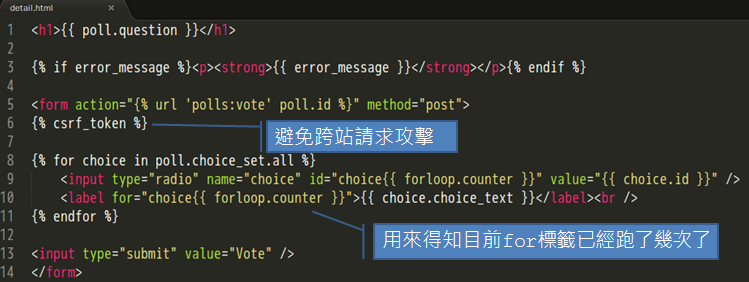 detail.html ×
1 <h1>{{ poll.question }}</h1>
2
3 {% if error_message %}<p><strong>{{ error_message }}</strong></p>{% endif %}
4
5 <form action="{% url 'polls:vote' poll.id %}" method="post">
6 {% csrf_token %}
避免跨站請求攻擊
7
8 {% for choice in poll.choice_set.all %}
9     <input type="radio" name="choice" id="choice{{ forloop.counter }}" value="{{ choice.id }}" />
10     <label for="choice{{ forloop.counter }}">{{ choice.choice_text }}</label><br />
11 {% endfor %}
用來得知目前for標籤已經跑了幾次了
12
13 <input type="submit" value="Vote" />
14 </form>